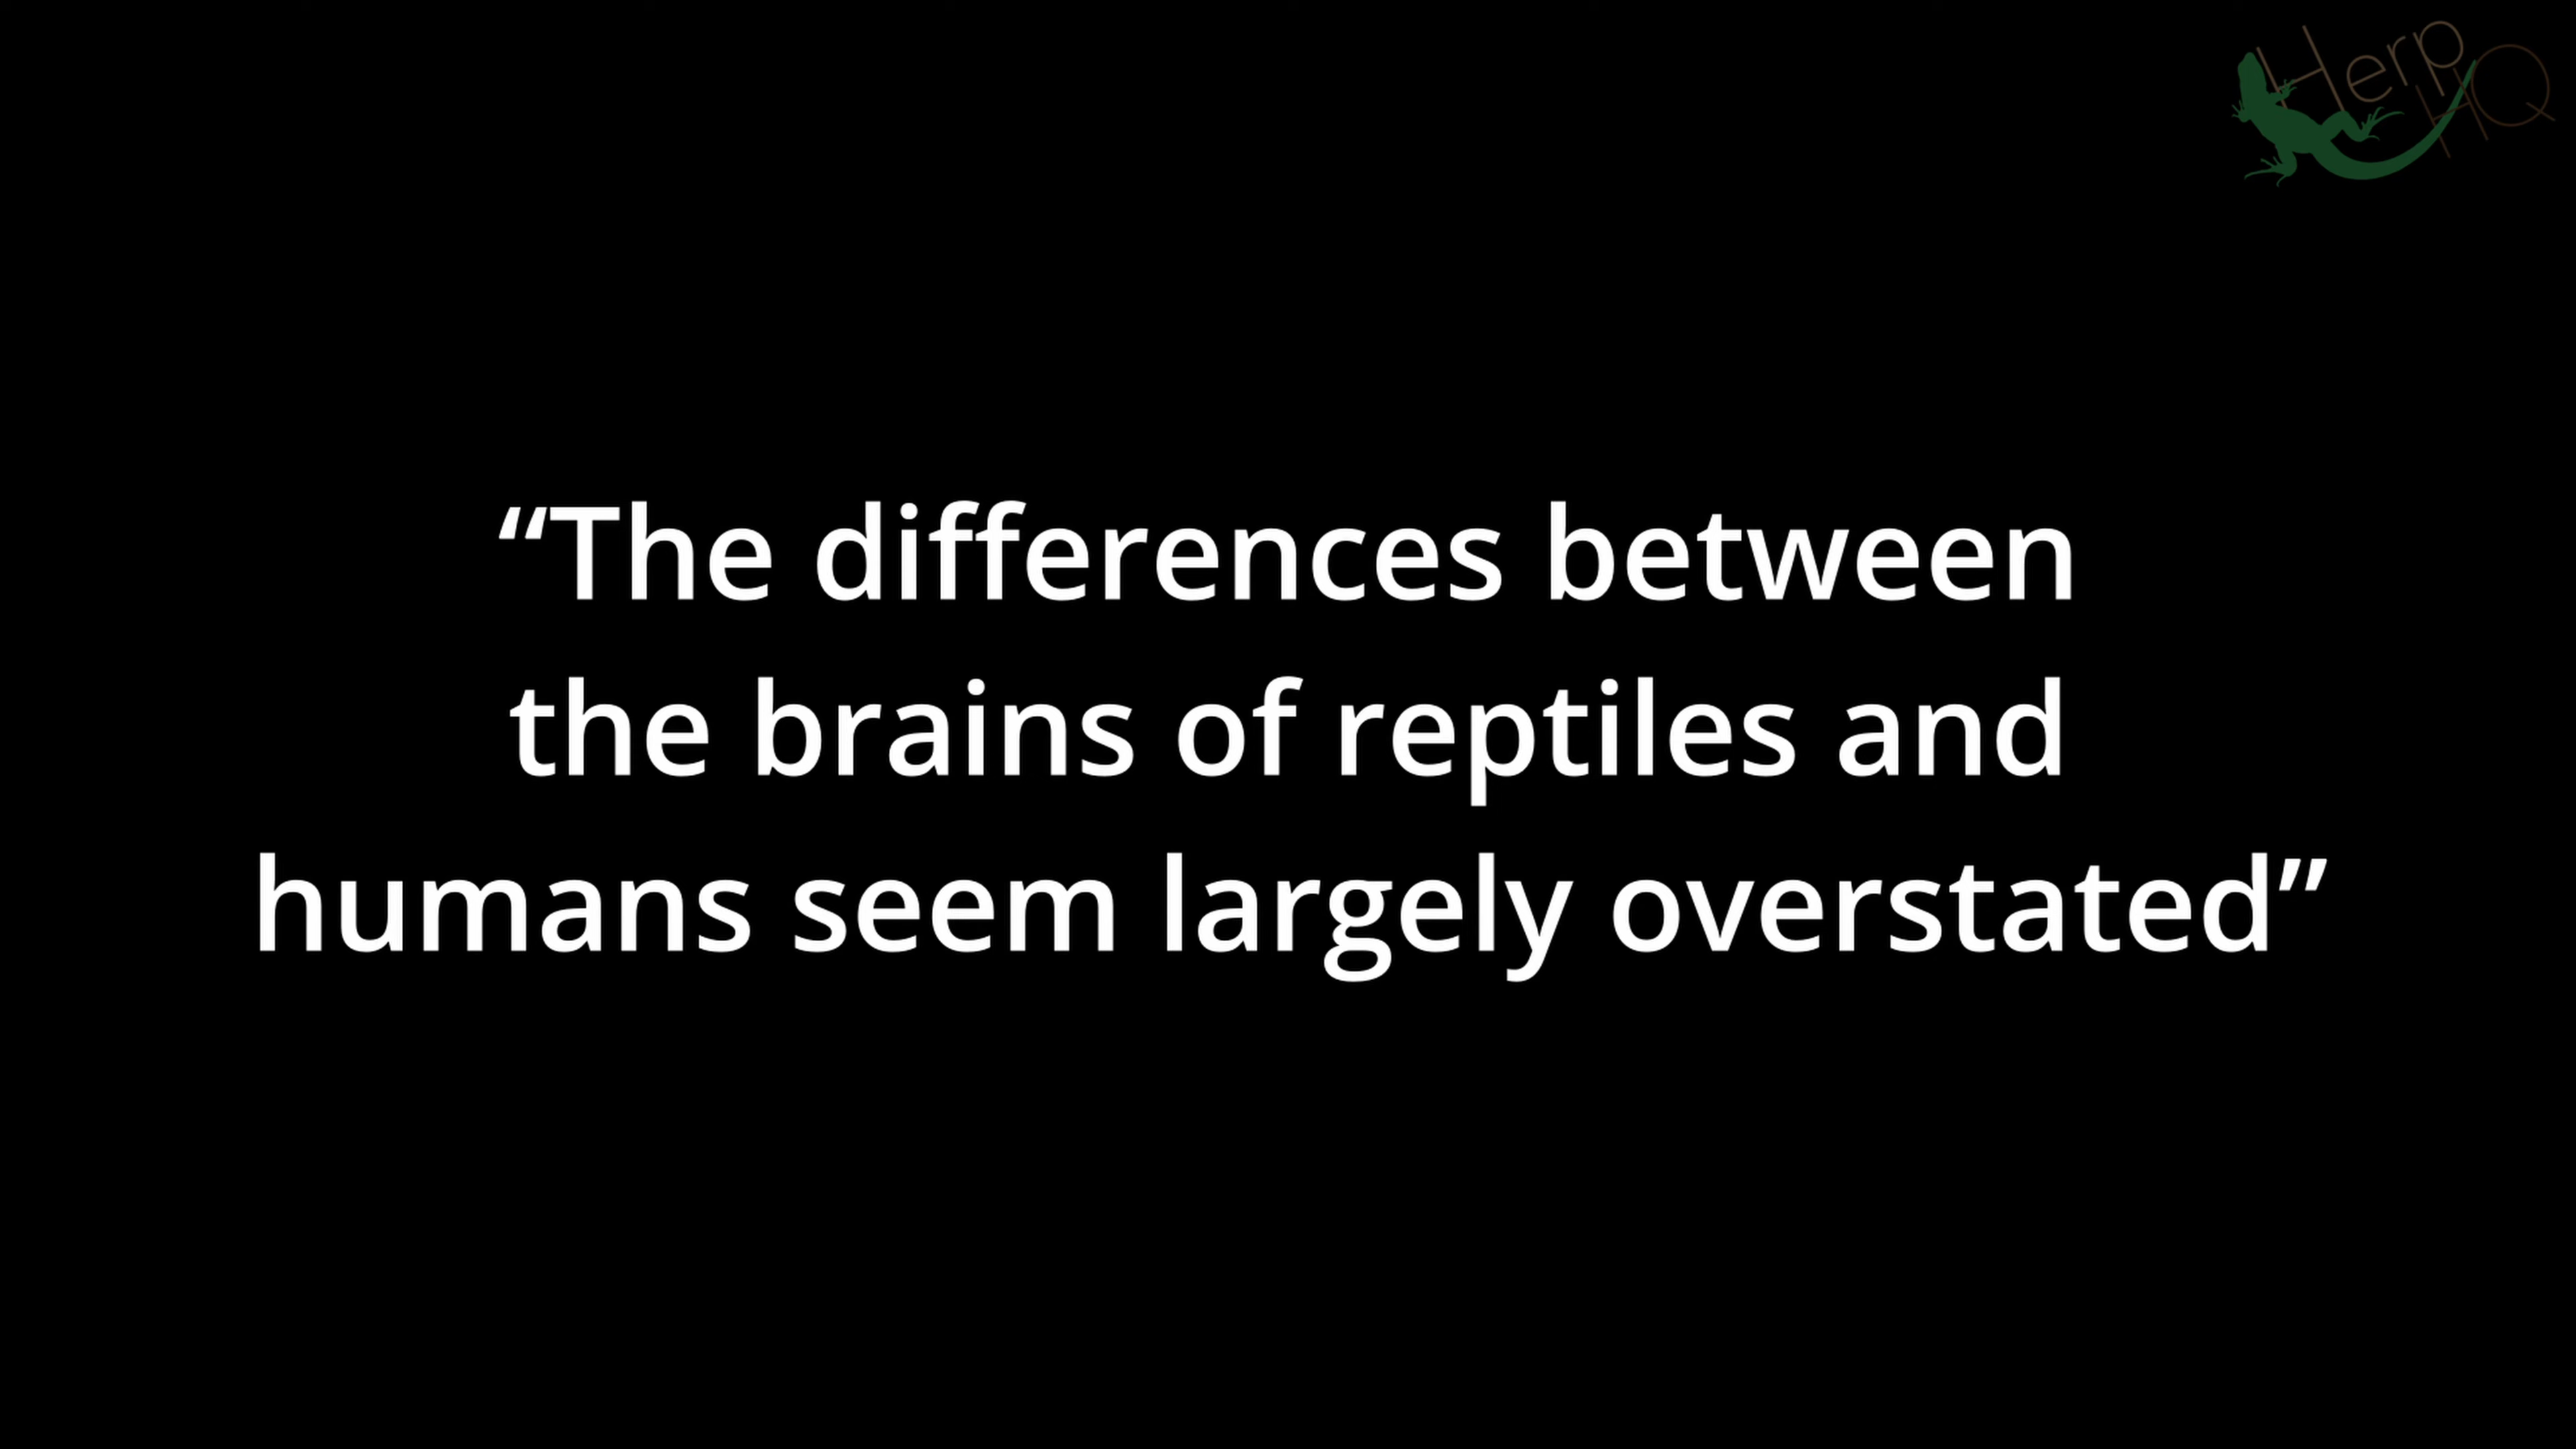 Herp
HQ
“The differences between
the brains of reptiles and
humans seem largely overstated”